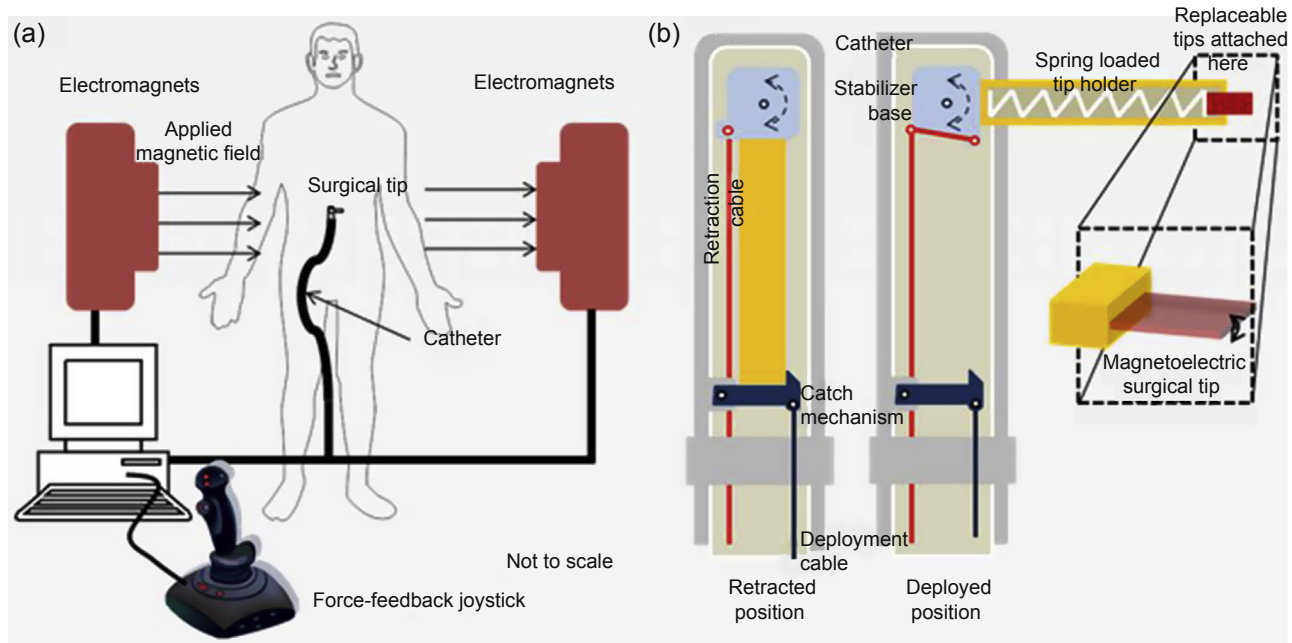 (a)
Electromagnets
Electromagnets
Applied
magnetic field
Surgical tip
Catheter
Not to scale
Force-feedback joystick
(b)
Catheter
Stabilizer
base
Spring loaded
tip holder
Replaceable
tips attached
here
Retraction
cable
Magnetoelectric
surgical tip
Catch
mechanism
Deployment
cable
Retracted
position
Deployed
position